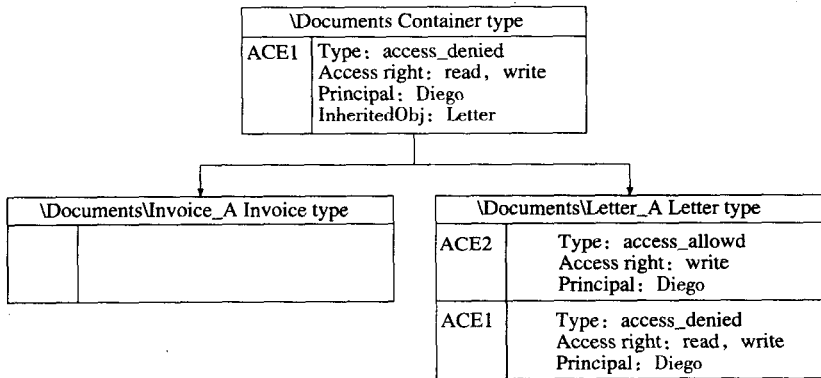 \Documents Container type
ACE1
Type: access_denied
Access right: read, write
Principal: Diego
InheritedObj: Letter
\Documents\Invoice_A Invoice type
\Documents\Letter_A Letter type
ACE2
Type: access_allowd
Access right: write
Principal: Diego
ACE1
Type: access_denied
Access right: read, write
Principal: Diego